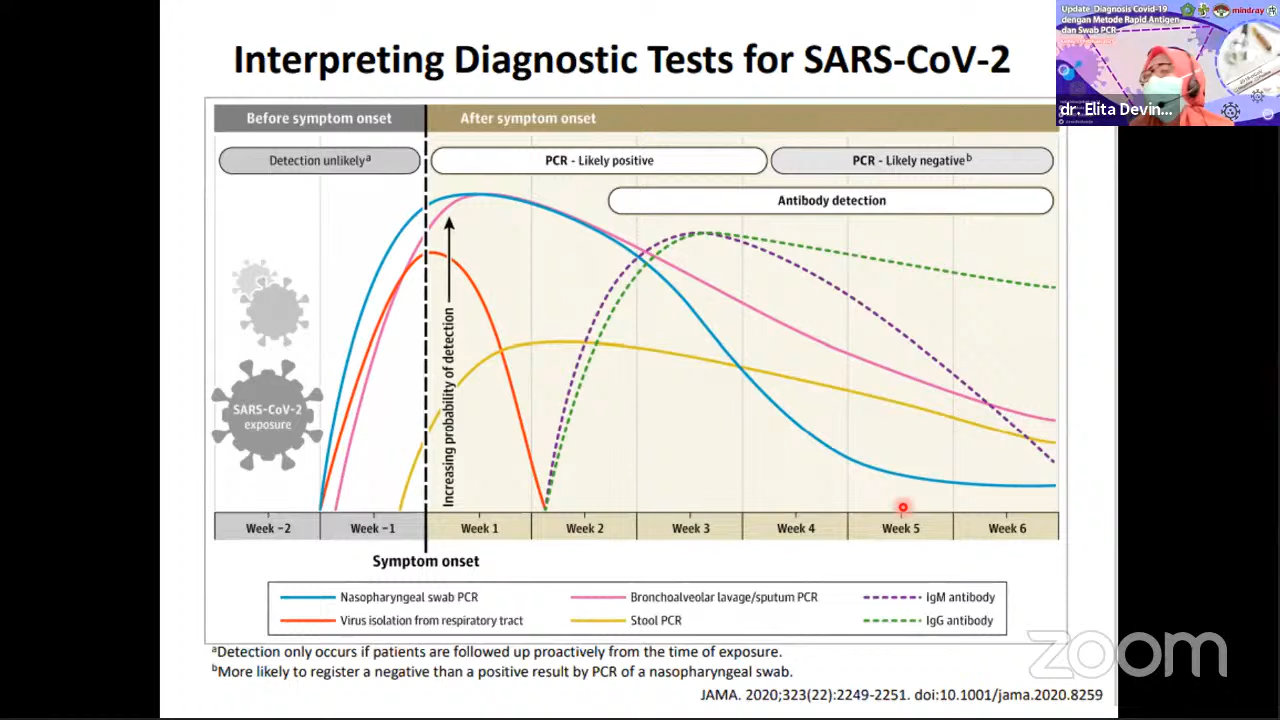 Interpreting Diagnostic Tests for SARS-CoV-2
Update Diagnosis Covid-19
dengan Metode Rapid Antigen
dan Swab PCR
mindray
dr. Elita Devin...
Before symptom onset
After symptom onset
Detection unlikelyᵃ
PCR - Likely positive
PCR - Likely negativeᵇ
Antibody detection
Increasing probability of detection
SARS-CoV-2
exposure
Week −2
Week −1
Week 1
Week 2
Week 3
Week 4
Week 5
Week 6
Symptom onset
Nasopharyngeal swab PCR
Bronchoalveolar lavage/sputum PCR
IgM antibody
Virus isolation from respiratory tract
Stool PCR
IgG antibody
ᵃDetection only occurs if patients are followed up proactively from the time of exposure.
ᵇMore likely to register a negative than a positive result by PCR of a nasopharyngeal swab.
zoom
JAMA. 2020;323(22):2249-2251. doi:10.1001/jama.2020.8259